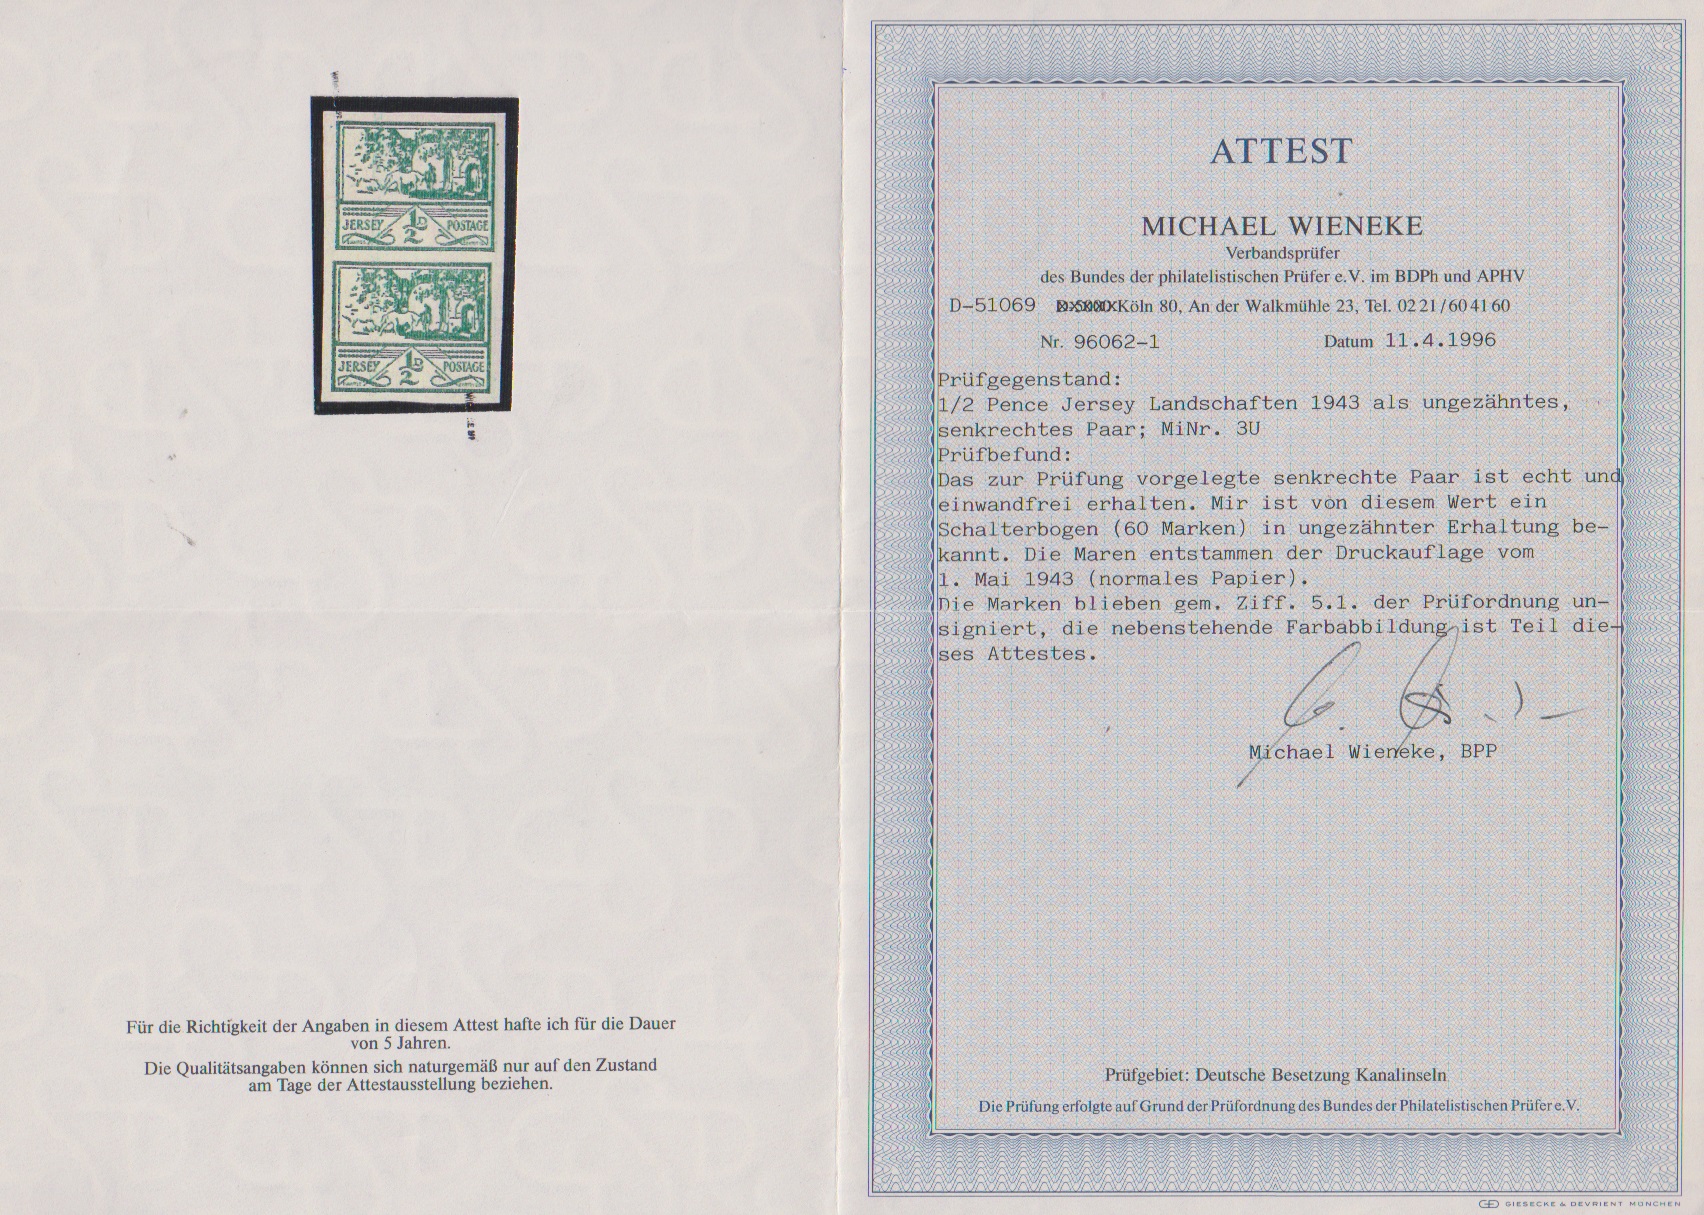 JERSEY 1/2 D POSTAGE
JERSEY 1/2 D POSTAGE
Für die Richtigkeit der Angaben in diesem Attest hafte ich für die Dauer
von 5 Jahren.
Die Qualitätsangaben können sich naturgemäß nur auf den Zustand
am Tage der Attestausstellung beziehen.
ATTEST
MICHAEL WIENEKE
Verbandsprüfer
des Bundes der philatelistischen Prüfer e.V. im BDPh und APHV
D-51069 Köln 80, An der Walkmühle 23, Tel. 02 21/60 41 60
Nr. 96062-1 Datum 11.4.1996
Prüfgegenstand:
1/2 Pence Jersey Landschaften 1943 als ungezähntes,
senkrechtes Paar; MiNr. 3U
Prüfbefund:
Das zur Prüfung vorgelegte senkrechte Paar ist echt und
einwandfrei erhalten. Mir ist von diesem Wert ein
Schalterbogen (60 Marken) in ungezähnter Erhaltung be-
kannt. Die Maren entstammen der Druckauflage vom
1. Mai 1943 (normales Papier).
Die Marken blieben gem. Ziff. 5.1. der Prüfordnung un-
signiert, die nebenstehende Farbabbildung ist Teil die-
ses Attestes.
Michael Wieneke, BPP
Prüfgebiet: Deutsche Besetzung Kanalinseln
Die Prüfung erfolgte auf Grund der Prüfordnung des Bundes der Philatelistischen Prüfer e.V.
GIESECKE & DEVRIENT MÜNCHEN